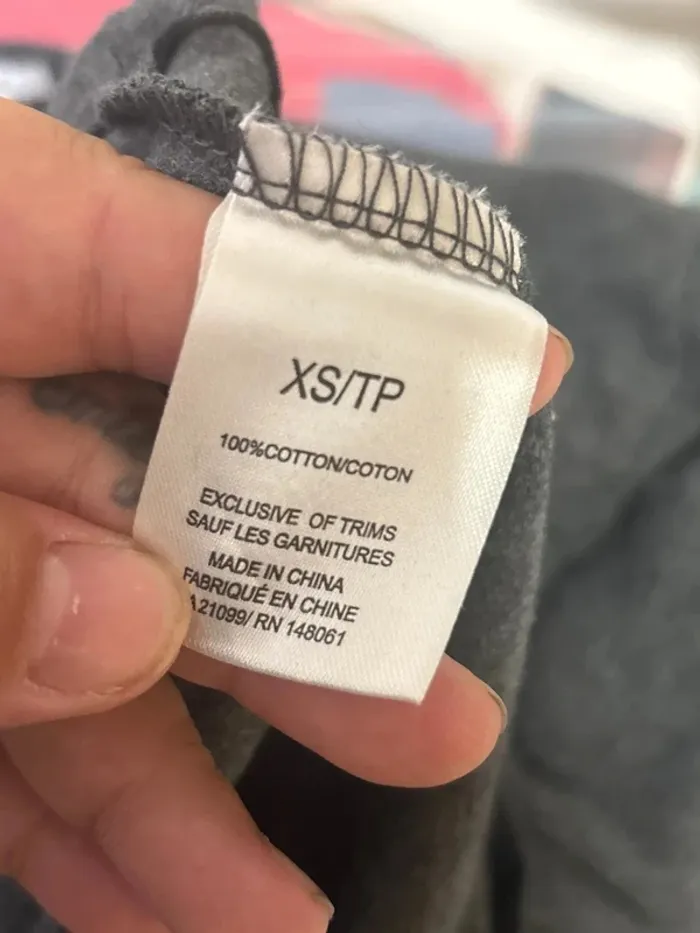 XS/TP
100%COTTON/COTON
EXCLUSIVE OF TRIMS
SAUF LES GARNITURES
MADE IN CHINA
FABRIQUÉ EN CHINE
21099/ RN 148061